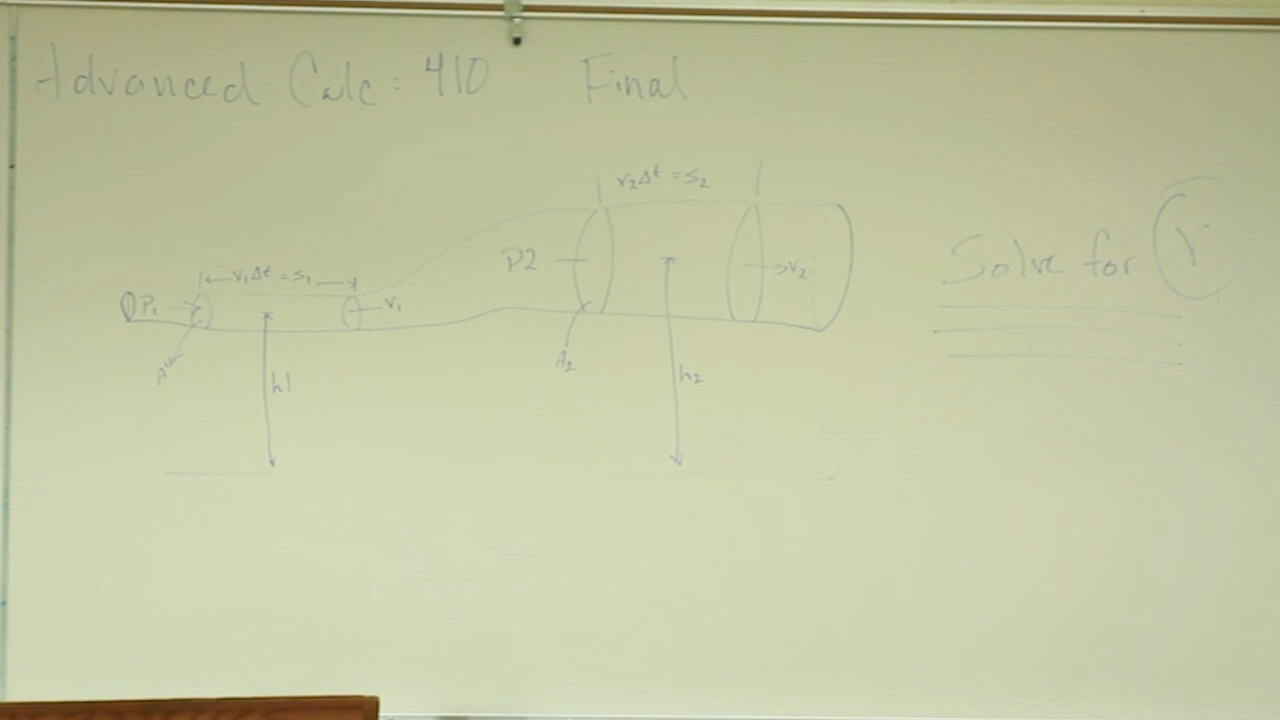 Advanced Calc: 410 Final
v₂Δt = s₂
Solve for v
P2
v₂
v₁Δt = s₁
P₁
v₁
A₂
h1
h₂